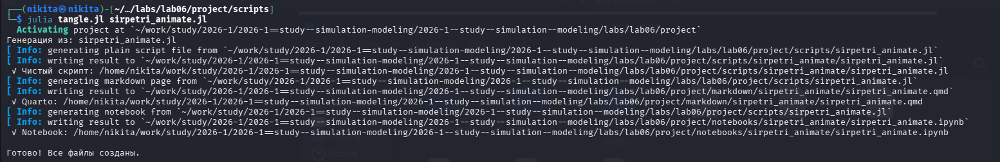 ┌──(nikita㉿nikita)-[~/…/labs/lab06/project/scripts]
└─$ julia tangle.jl sirpetri_animate.jl
Activating project at `~/work/study/2026-1/2026-1==study--simulation-modeling/2026-1--study--simulation--modeling/labs/lab06/project`
Генерация из: sirpetri_animate.jl
[ Info: generating plain script file from `~/work/study/2026-1/2026-1==study--simulation-modeling/2026-1--study--simulation--modeling/labs/lab06/project/scripts/sirpetri_animate.jl`
[ Info: writing result to `~/work/study/2026-1/2026-1==study--simulation-modeling/2026-1--study--simulation--modeling/labs/lab06/project/scripts/sirpetri_animate/sirpetri_animate.jl`
√ Чистый скрипт: /home/nikita/work/study/2026-1/2026-1==study--simulation-modeling/2026-1--study--simulation--modeling/labs/lab06/project/scripts/sirpetri_animate/sirpetri_animate.jl
[ Info: generating markdown page from `~/work/study/2026-1/2026-1==study--simulation-modeling/2026-1--study--simulation--modeling/labs/lab06/project/scripts/sirpetri_animate.jl`
[ Info: writing result to `~/work/study/2026-1/2026-1==study--simulation-modeling/2026-1--study--simulation--modeling/labs/lab06/project/markdown/sirpetri_animate/sirpetri_animate.qmd`
√ Quarto: /home/nikita/work/study/2026-1/2026-1==study--simulation-modeling/2026-1--study--simulation--modeling/labs/lab06/project/markdown/sirpetri_animate/sirpetri_animate.qmd
[ Info: generating notebook from `~/work/study/2026-1/2026-1==study--simulation-modeling/2026-1--study--simulation--modeling/labs/lab06/project/scripts/sirpetri_animate.jl`
[ Info: writing result to `~/work/study/2026-1/2026-1==study--simulation-modeling/2026-1--study--simulation--modeling/labs/lab06/project/notebooks/sirpetri_animate/sirpetri_animate.ipynb`
√ Notebook: /home/nikita/work/study/2026-1/2026-1==study--simulation-modeling/2026-1--study--simulation--modeling/labs/lab06/project/notebooks/sirpetri_animate/sirpetri_animate.ipynb
meters
Recent
Готово! Все файлы созданы.